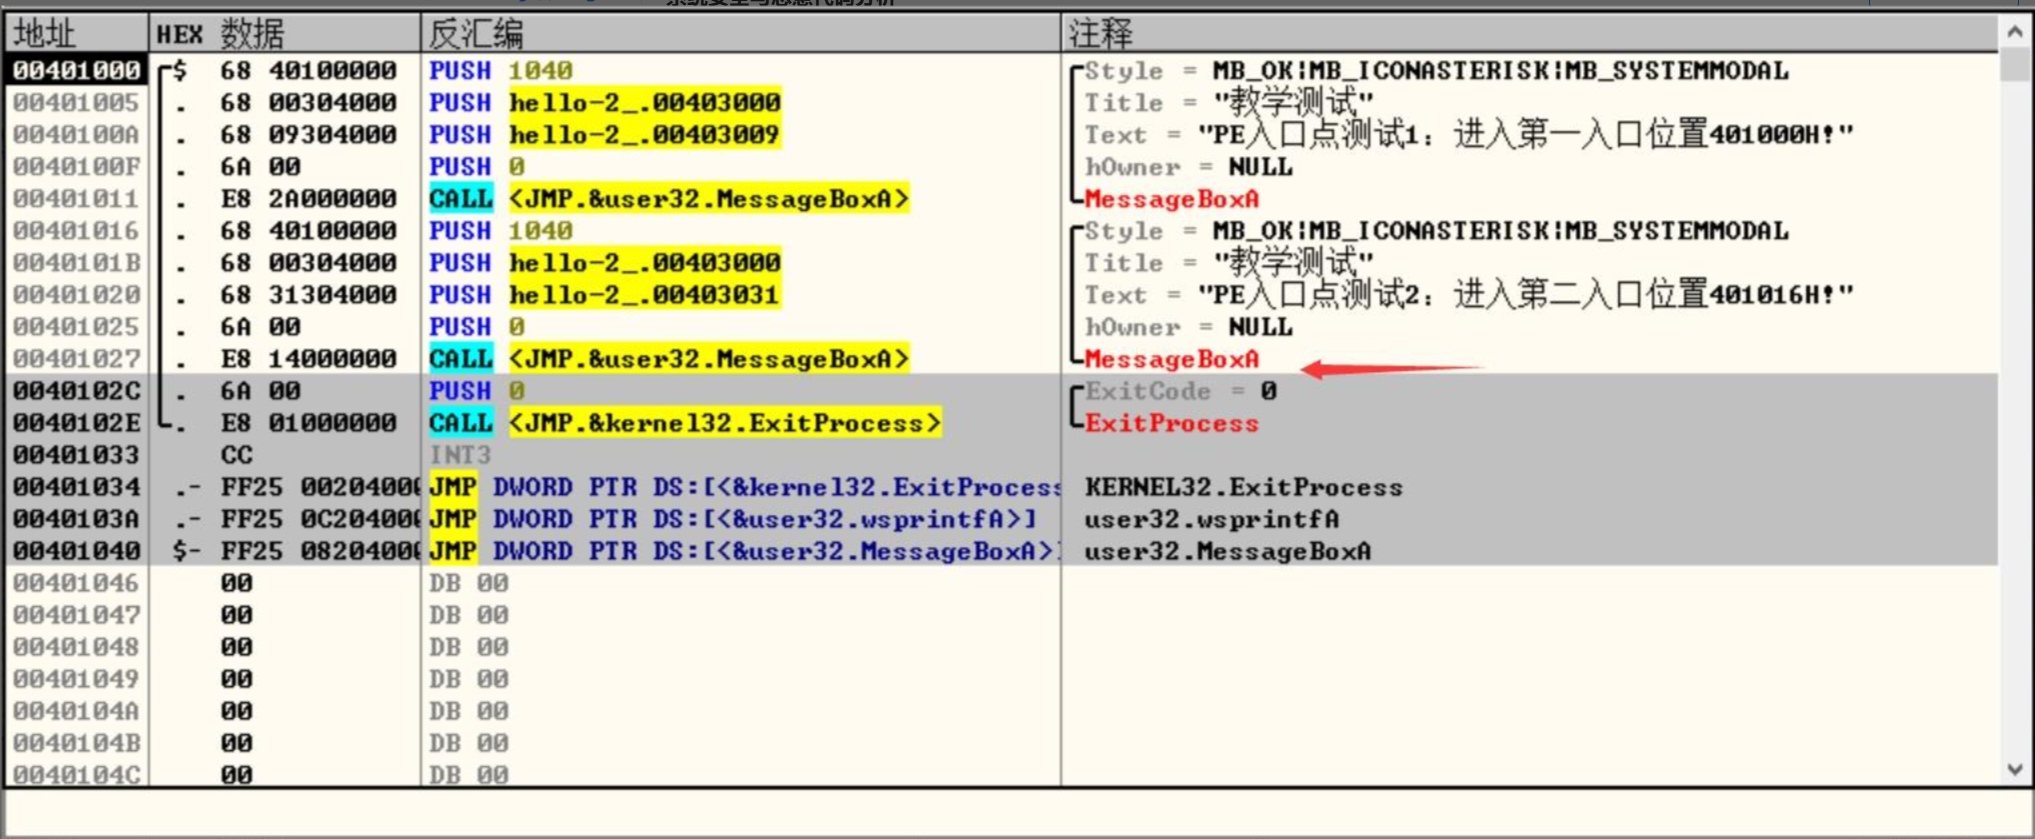 地址 HEX 数据 反汇编 注释
00401000 $ 68 40100000 PUSH 1040 Style = MB_OK|MB_ICONASTERISK|MB_SYSTEMMODAL
00401005 . 68 00304000 PUSH hello-2_.00403000 Title = "教学测试"
0040100A . 68 09304000 PUSH hello-2_.00403009 Text = "PE入口点测试1：进入第一入口位置401000H!"
0040100F . 6A 00 PUSH 0 hOwner = NULL
00401011 . E8 2A000000 CALL <JMP.&user32.MessageBoxA> MessageBoxA
00401016 . 68 40100000 PUSH 1040 Style = MB_OK|MB_ICONASTERISK|MB_SYSTEMMODAL
0040101B . 68 00304000 PUSH hello-2_.00403000 Title = "教学测试"
00401020 . 68 31304000 PUSH hello-2_.00403031 Text = "PE入口点测试2：进入第二入口位置401016H!"
00401025 . 6A 00 PUSH 0 hOwner = NULL
00401027 . E8 14000000 CALL <JMP.&user32.MessageBoxA> MessageBoxA
0040102C . 6A 00 PUSH 0 ExitCode = 0
0040102E . E8 01000000 CALL <JMP.&kernel32.ExitProcess> ExitProcess
00401033 CC INT3
00401034 .- FF25 0020400 JMP DWORD PTR DS:[<&kernel32.ExitProcess KERNEL32.ExitProcess
0040103A .- FF25 0C20400 JMP DWORD PTR DS:[<&user32.wsprintfA>] user32.wsprintfA
00401040 $- FF25 0820400 JMP DWORD PTR DS:[<&user32.MessageBoxA>] user32.MessageBoxA
00401046 00 DB 00
00401047 00 DB 00
00401048 00 DB 00
00401049 00 DB 00
0040104A 00 DB 00
0040104B 00 DB 00
0040104C 00 DB 00